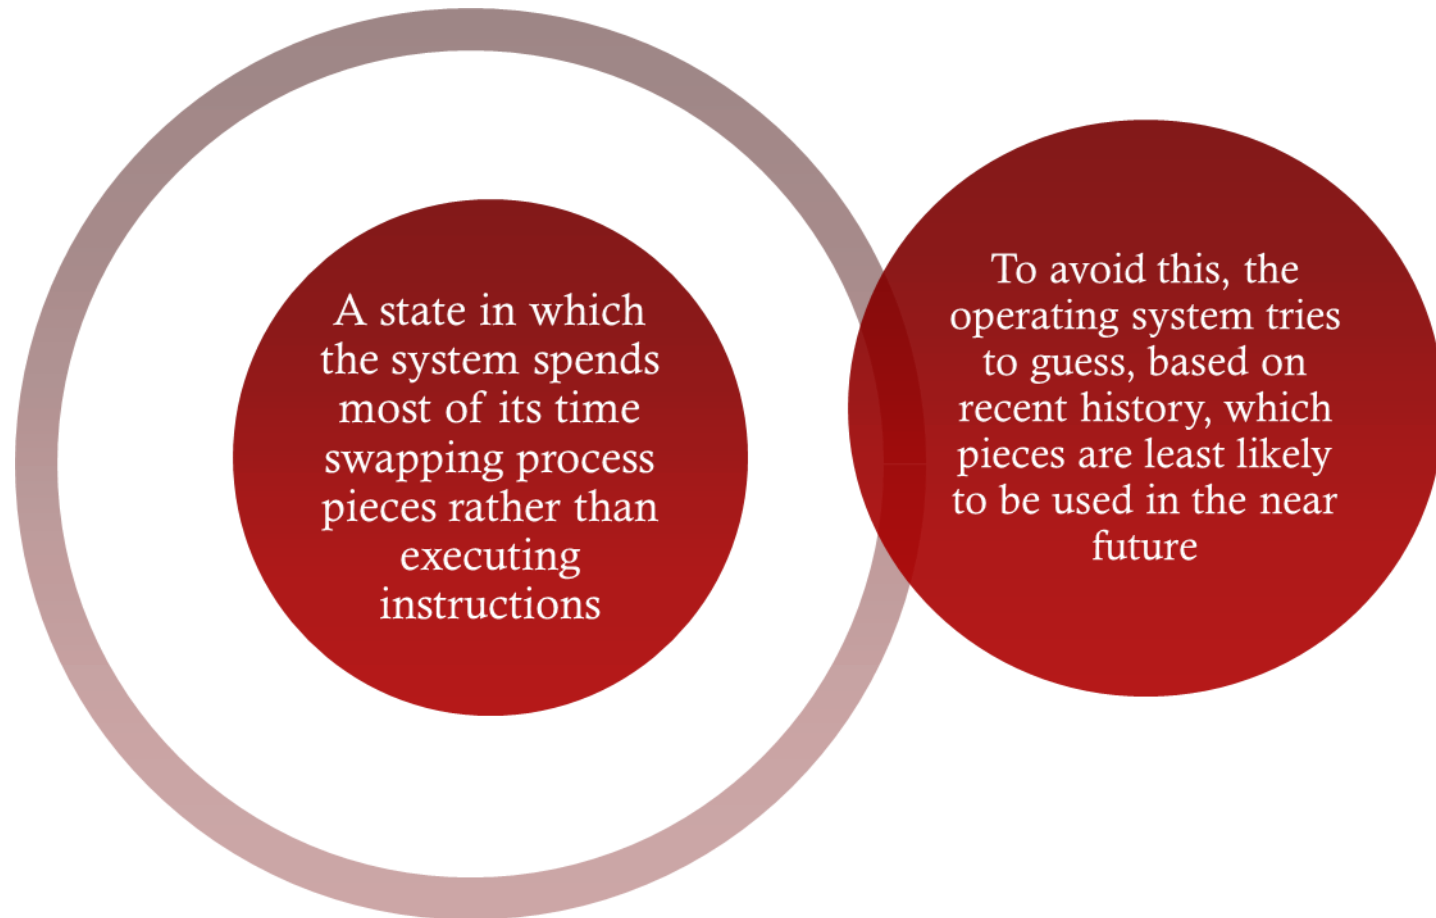 A state in which
the system spends
most of its time
swapping process
pieces rather than
executing
instructions
To avoid this, the
operating system tries
to guess, based on
recent history, which
pieces are least likely
to be used in the near
future